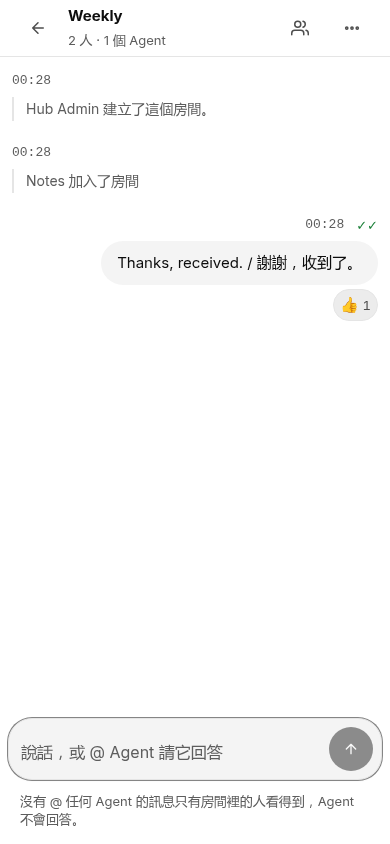 Weekly
2 人 · 1 個 Agent
00:28
Hub Admin 建立了這個房間。
00:28
Notes 加入了房間
00:28 ✓✓
Thanks, received. / 謝謝，收到了。
👍 1
說話，或 @ Agent 請它回答
沒有 @ 任何 Agent 的訊息只有房間裡的人看得到，Agent
不會回答。